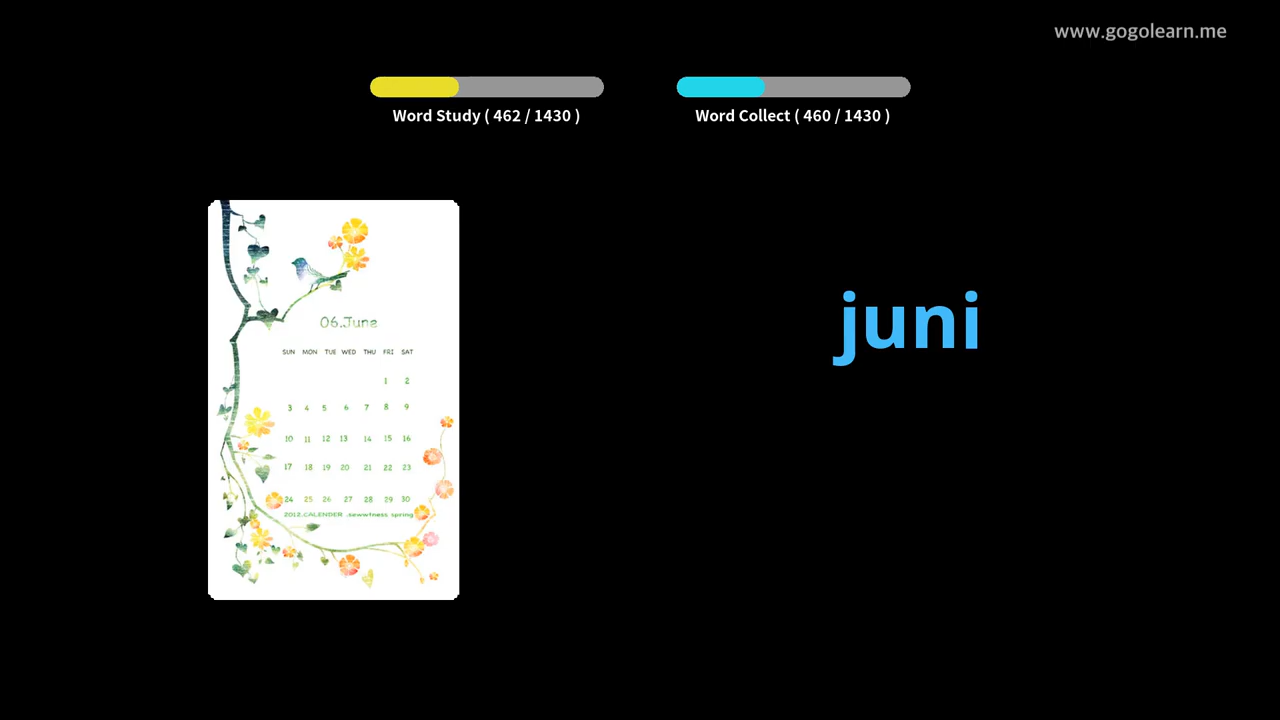 www.gogolearn.me
Word Study ( 462 / 1430 )
Word Collect ( 460 / 1430 )
06.June
SUN MON TUE WED THU FRI SAT
1 2
3 4 5 6 7 8 9
10 11 12 13 14 15 16
17 18 19 20 21 22 23
24 25 26 27 28 29 30
2012.CALENDER .sewwtness spring
juni